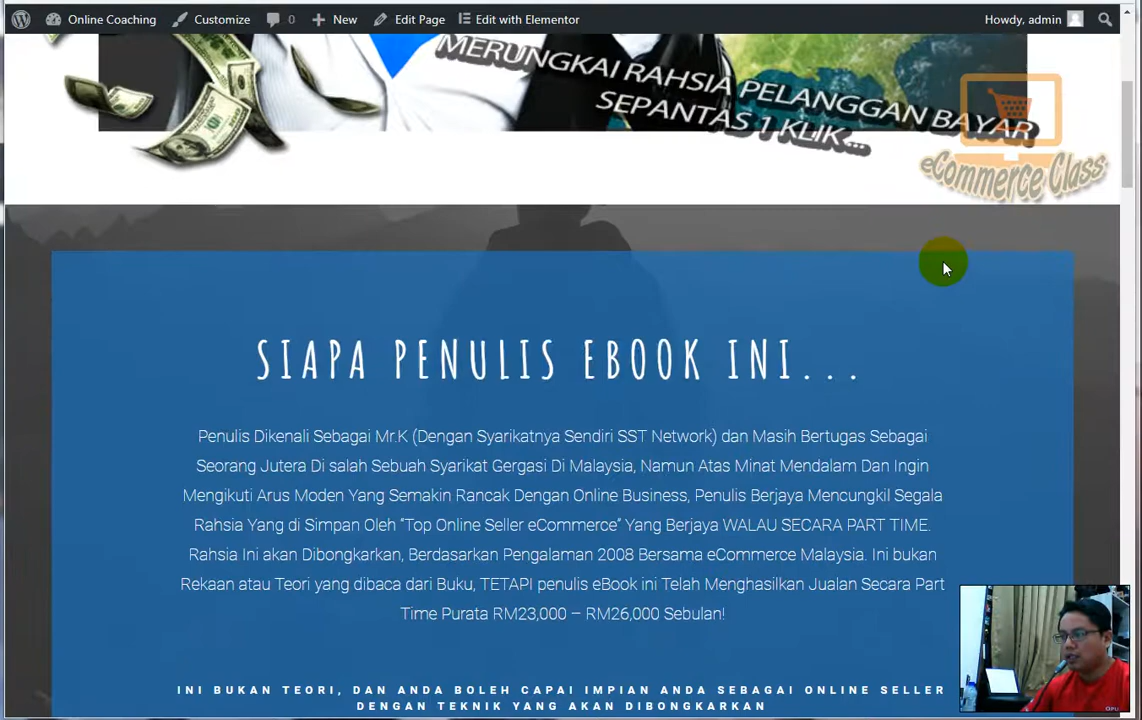 Online Coaching Customize 0 New Edit Page Edit with Elementor Howdy, admin
MERUNGKAI RAHSIA PELANGGAN BAYAR
SEPANTAS 1 KLIK...
eCommerce Class
SIAPA PENULIS EBOOK INI...
Penulis Dikenali Sebagai Mr.K (Dengan Syarikatnya Sendiri SST Network) dan Masih Bertugas Sebagai
Seorang Jutera Di salah Sebuah Syarikat Gergasi Di Malaysia, Namun Atas Minat Mendalam Dan Ingin
Mengikuti Arus Moden Yang Semakin Rancak Dengan Online Business, Penulis Berjaya Mencungkil Segala
Rahsia Yang di Simpan Oleh “Top Online Seller eCommerce” Yang Berjaya WALAU SECARA PART TIME.
Rahsia Ini akan Dibongkarkan, Berdasarkan Pengalaman 2008 Bersama eCommerce Malaysia. Ini bukan
Rekaan atau Teori yang dibaca dari Buku, TETAPI penulis eBook ini Telah Menghasilkan Jualan Secara Part
Time Purata RM23,000 – RM26,000 Sebulan!
INI BUKAN TEORI, DAN ANDA BOLEH CAPAI IMPIAN ANDA SEBAGAI ONLINE SELLER
DENGAN TEKNIK YANG AKAN DIBONGKARKAN